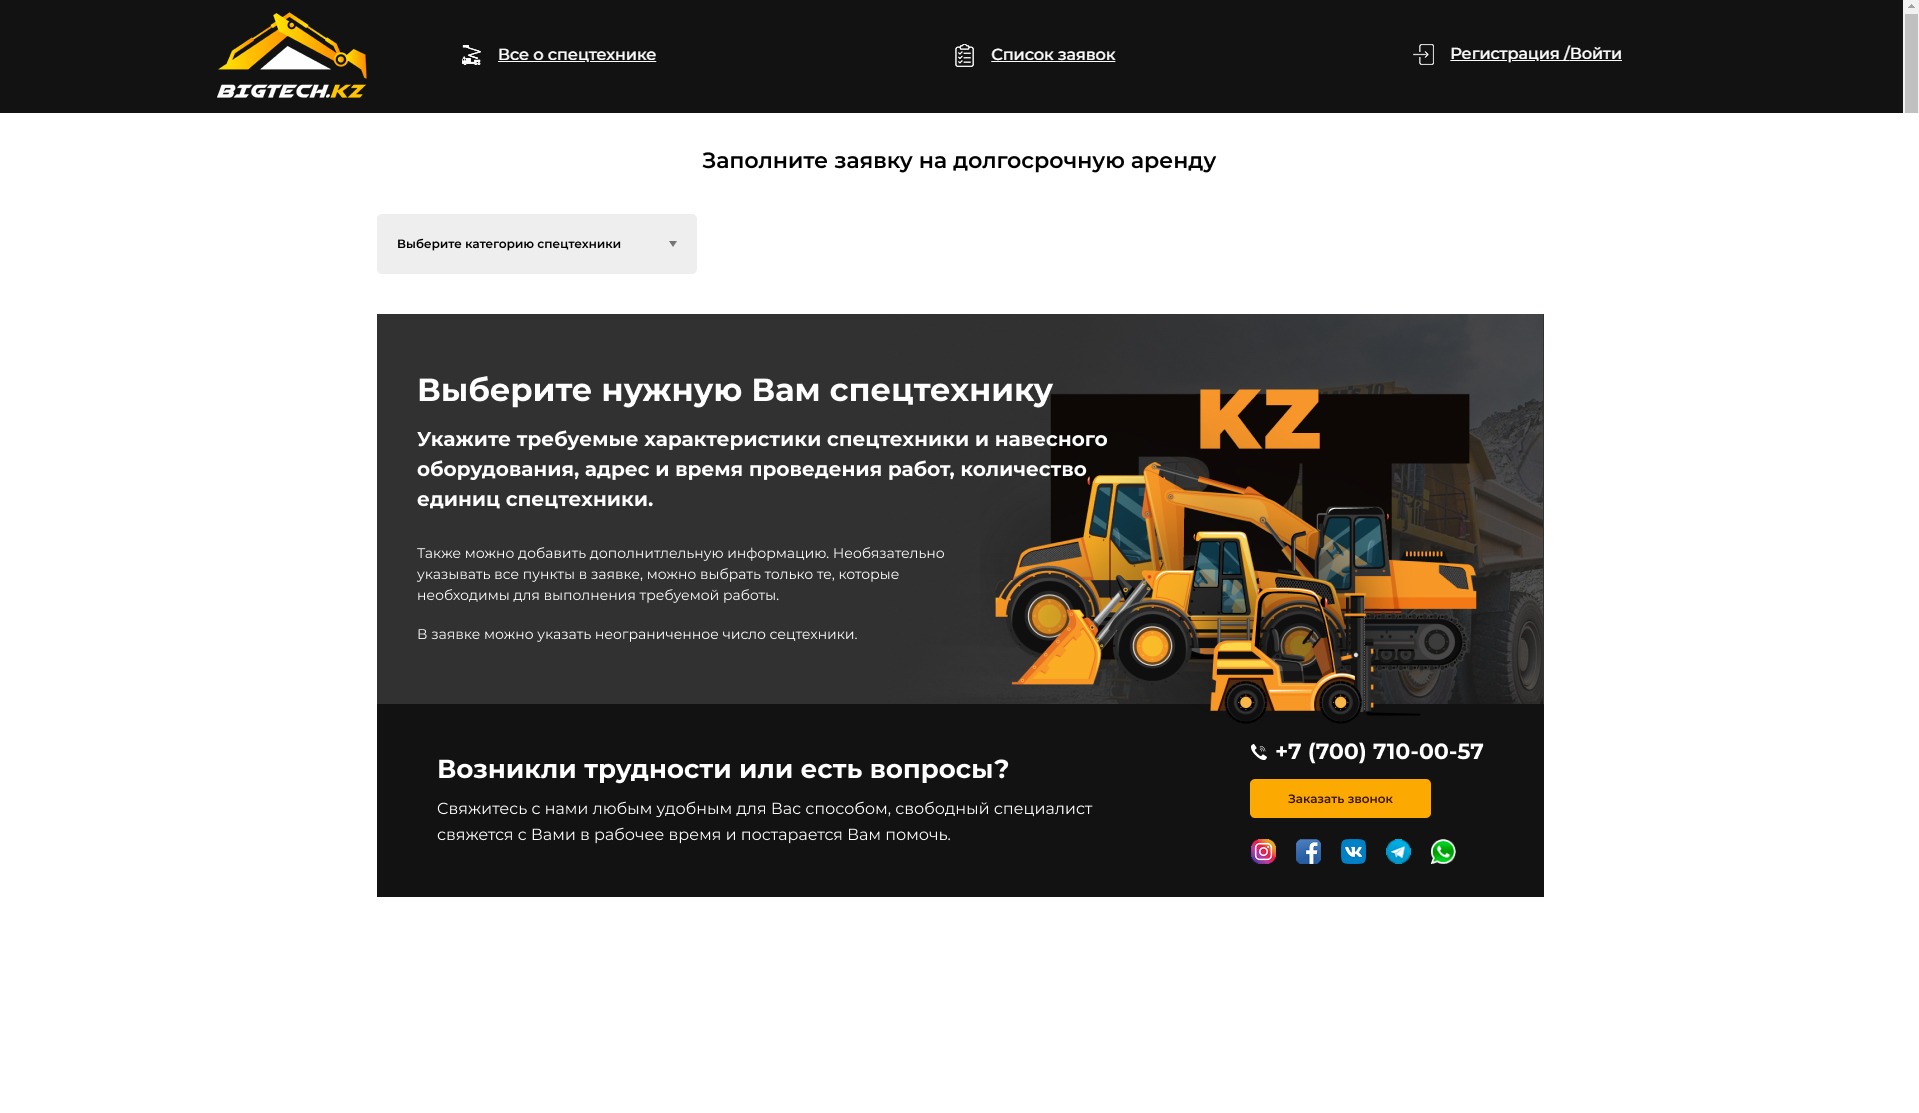 BIGTECH.KZ
Все о спецтехнике
Список заявок
Регистрация /Войти
Заполните заявку на долгосрочную аренду
Выберите категорию спецтехники
Выберите нужную Вам спецтехнику
KZ
Укажите требуемые характеристики спецтехники и навесного
оборудования, адрес и время проведения работ, количество
единиц спецтехники.
Также можно добавить дополнитлельную информацию. Необязательно
указывать все пункты в заявке, можно выбрать только те, которые
необходимы для выполнения требуемой работы.
В заявке можно указать неограниченное число сецтехники.
Возникли трудности или есть вопросы?
Свяжитесь с нами любым удобным для Вас способом, свободный специалист
свяжется с Вами в рабочее время и постарается Вам помочь.
+7 (700) 710-00-57
Заказать звонок